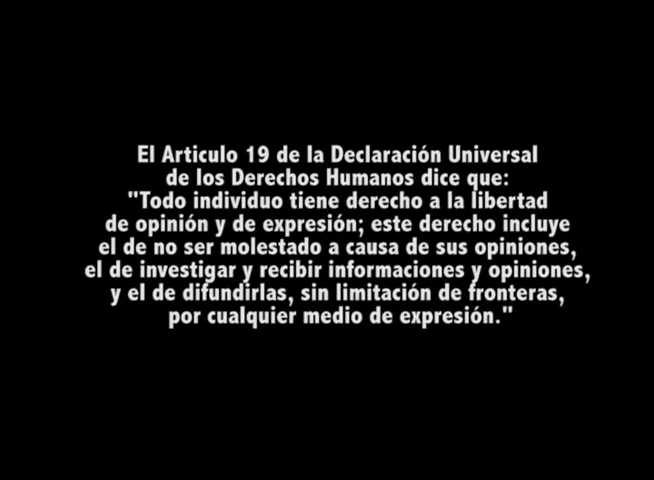 El Articulo 19 de la Declaración Universal
de los Derechos Humanos dice que:
"Todo individuo tiene derecho a la libertad
de opinión y de expresión; este derecho incluye
el de no ser molestado a causa de sus opiniones,
el de investigar y recibir informaciones y opiniones,
y el de difundirlas, sin limitación de fronteras,
por cualquier medio de expresión."